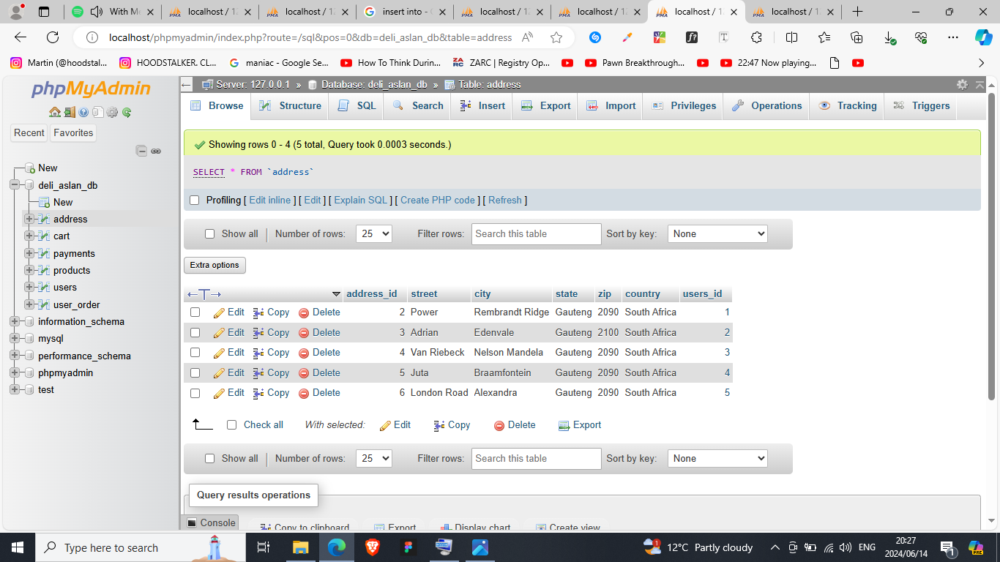 With Me
localhost / 12
localhost / 12
insert into - G
localhost / 12
localhost / 12
localhost / 12
localhost / 12
localhost/phpmyadmin/index.php?route=/sql&pos=0&db=deli_aslan_db&table=address
Martin (@hoodstal...
HOODSTALKER. CL...
maniac - Google Se...
How To Think Durin...
ZARC | Registry Op...
Pawn Breakthrough...
22:47 Now playing...
phpMyAdmin
Recent
Favorites
New
deli_aslan_db
New
address
cart
payments
products
users
user_order
information_schema
mysql
performance_schema
phpmyadmin
test
Server: 127.0.0.1 » Database: deli_aslan_db » Table: address
Browse Structure SQL Search Insert Export Import Privileges Operations Tracking Triggers
Showing rows 0 - 4 (5 total, Query took 0.0003 seconds.)
SELECT * FROM `address`
Profiling [ Edit inline ] [ Edit ] [ Explain SQL ] [ Create PHP code ] [ Refresh ]
Show all | Number of rows: 25 Filter rows: Search this table Sort by key: None
Extra options
address_id street city state zip country users_id
Edit Copy Delete 2 Power Rembrandt Ridge Gauteng 2090 South Africa 1
Edit Copy Delete 3 Adrian Edenvale Gauteng 2100 South Africa 2
Edit Copy Delete 4 Van Riebeck Nelson Mandela Gauteng 2090 South Africa 3
Edit Copy Delete 5 Juta Braamfontein Gauteng 2090 South Africa 4
Edit Copy Delete 6 London Road Alexandra Gauteng 2090 South Africa 5
Check all With selected: Edit Copy Delete Export
Show all | Number of rows: 25 Filter rows: Search this table Sort by key: None
Query results operations
Console
Copy to clipboard Export Display chart Create view
Type here to search
12°C Partly cloudy
ENG
20:27
2024/06/14